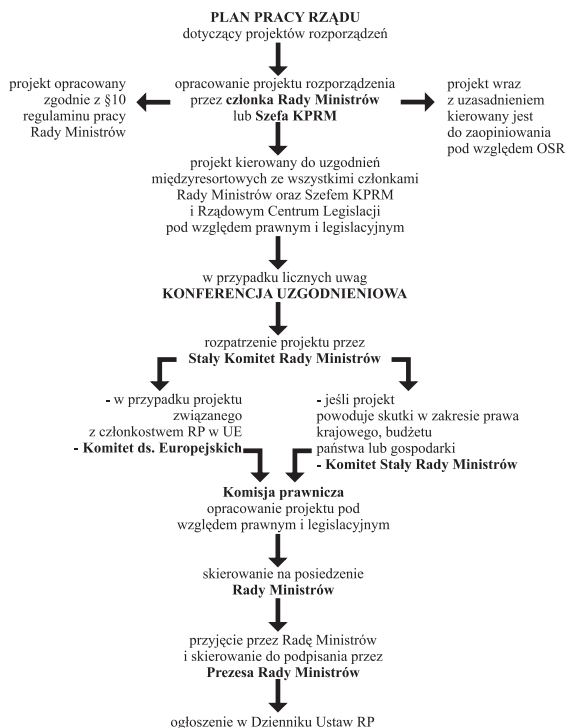 PLAN PRACY RZĄDU
dotyczący projektów rozporządzeń
projekt opracowany
zgodnie z §10
regulaminu pracy
Rady Ministrów
opracowanie projektu rozporządzenia
przez członka Rady Ministrów
lub Szefa KPRM
projekt wraz
z uzasadnieniem
kierowany jest
do zaopiniowania
pod względem OSR
projekt kierowany do uzgodnień
międzyresortowych ze wszystkimi członkami
Rady Ministrów oraz Szefem KPRM
i Rządowym Centrum Legislacji
pod względem prawnym i legislacyjnym
w przypadku licznych uwag
KONFERENCJA UZGODNIENIOWA
rozpatrzenie projektu przez
Stały Komitet Rady Ministrów
- w przypadku projektu
związanego
z członkostwem RP w UE
- Komitet ds. Europejskich
- jeśli projekt
powoduje skutki w zakresie prawa
krajowego, budżetu
państwa lub gospodarki
- Komitet Stały Rady Ministrów
Komisja prawnicza
opracowanie projektu pod
względem prawnym i legislacyjnym
skierowanie na posiedzenie
Rady Ministrów
przyjęcie przez Radę Ministrów
i skierowanie do podpisania przez
Prezesa Rady Ministrów
ogłoszenie w Dzienniku Ustaw RP